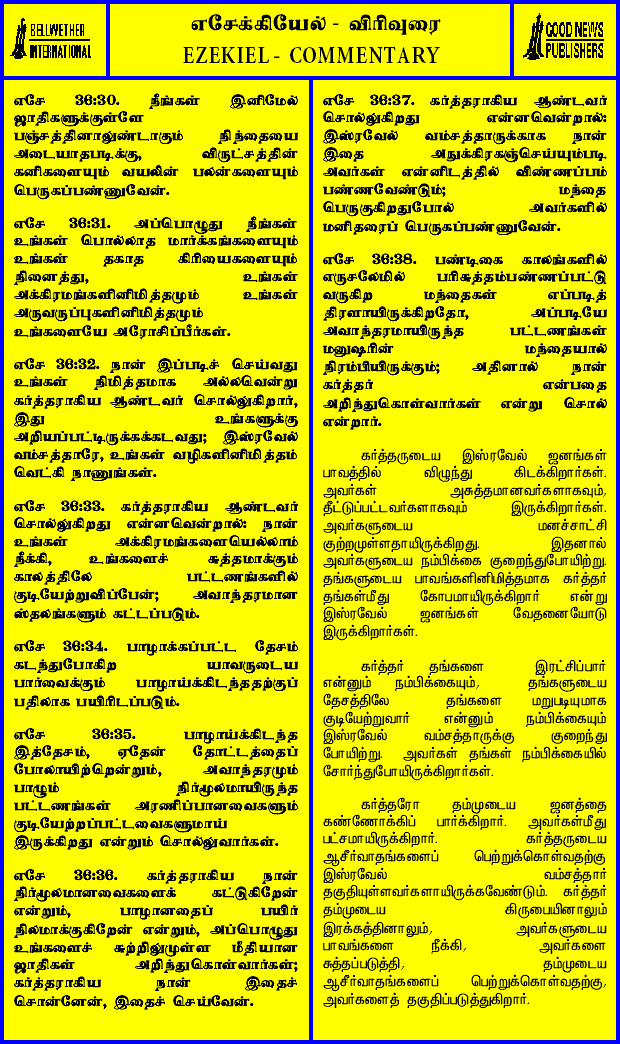 BELLWETHER
INTERNATIONAL
எசேக்கியேல் - விரிவுரை
EZEKIEL - COMMENTARY
GOOD NEWS
PUBLISHERS
எசே 36:30. நீங்கள் இனிமேல்
ஜாதிகளுக்குள்ளே
பஞ்சத்தினாலுண்டாகும் நிந்தையை
அடையாதபடிக்கு, விருட்சத்தின்
கனிகளையும் வயலின் பலன்களையும்
பெருகப்பண்ணுவேன்.
எசே 36:31. அப்பொழுது நீங்கள்
உங்கள் பொல்லாத மார்க்கங்களையும்
உங்கள் தகாத கிரியைகளையும்
நினைத்து, உங்கள்
அக்கிரமங்களினிமித்தமும் உங்கள்
அருவருப்புகளினிமித்தமும்
உங்களையே அரோசிப்பீர்கள்.
எசே 36:32. நான் இப்படிச் செய்வது
உங்கள் நிமித்தமாக அல்லவென்று
கர்த்தராகிய ஆண்டவர் சொல்லுகிறார்,
இது உங்களுக்கு
அறியப்பட்டிருக்கக்கடவது; இஸ்ரவேல்
வம்சத்தாரே, உங்கள் வழிகளினிமித்தம்
வெட்கி நாணுங்கள்.
எசே 36:33. கர்த்தராகிய ஆண்டவர்
சொல்லுகிறது என்னவென்றால்: நான்
உங்கள் அக்கிரமங்களையெல்லாம்
நீக்கி, உங்களைச் சுத்தமாக்கும்
காலத்திலே பட்டணங்களில்
குடியேற்றுவிப்பேன்; அவாந்தரமான
ஸ்தலங்களும் கட்டப்படும்.
எசே 36:34. பாழாக்கப்பட்ட தேசம்
கடந்துபோகிற யாவருடைய
பார்வைக்கும் பாழாய்க்கிடந்ததற்குப்
பதிலாக பயிரிடப்படும்.
எசே 36:35. பாழாய்க்கிடந்த
இத்தேசம், ஏதேன் தோட்டத்தைப்
போலாயிற்றென்றும், அவாந்தரமும்
பாழும் நிர்மூலமாயிருந்த
பட்டணங்கள் அரணிப்பானவைகளும்
குடியேற்றப்பட்டவைகளுமாய்
இருக்கிறது என்றும் சொல்லுவார்கள்.
எசே 36:36. கர்த்தராகிய நான்
நிர்மூலமானவைகளைக் கட்டுகிறேன்
என்றும், பாழானதைப் பயிர்
நிலமாக்குகிறேன் என்றும், அப்பொழுது
உங்களைச் சுற்றிலுமுள்ள மீதியான
ஜாதிகள் அறிந்துகொள்வார்கள்;
கர்த்தராகிய நான் இதைச்
சொன்னேன், இதைச் செய்வேன்.
எசே 36:37. கர்த்தராகிய ஆண்டவர்
சொல்லுகிறது என்னவென்றால்:
இஸ்ரவேல் வம்சத்தாருக்காக நான்
இதை அநுக்கிரகஞ்செய்யும்படி
அவர்கள் என்னிடத்தில் விண்ணப்பம்
பண்ணவேண்டும்; மந்தை
பெருகுகிறதுபோல் அவர்களில்
மனிதரைப் பெருகப்பண்ணுவேன்.
எசே 36:38. பண்டிகை காலங்களில்
எருசலேமில் பரிசுத்தம்பண்ணப்பட்டு
வருகிற மந்தைகள் எப்படித்
திரளாயிருக்கிறதோ, அப்படியே
அவாந்தரமாயிருந்த பட்டணங்கள்
மனுஷரின் மந்தையால்
நிரம்பியிருக்கும்; அதினால் நான்
கர்த்தர் என்பதை
அறிந்துகொள்வார்கள் என்று சொல்
என்றார்.
கர்த்தருடைய இஸ்ரவேல் ஜனங்கள்
பாவத்தில் விழுந்து கிடக்கிறார்கள்.
அவர்கள் அசுத்தமானவர்களாகவும்,
தீட்டுப்பட்டவர்களாகவும் இருக்கிறார்கள்.
அவர்களுடைய மனச்சாட்சி
குற்றமுள்ளதாயிருக்கிறது. இதனால்
அவர்களுடைய நம்பிக்கை குறைந்துபோயிற்று.
தங்களுடைய பாவங்களினிமித்தமாக கர்த்தர்
தங்கள்மீது கோபமாயிருக்கிறார் என்று
இஸ்ரவேல் ஜனங்கள் வேதனையோடு
இருக்கிறார்கள்.
கர்த்தர் தங்களை இரட்சிப்பார்
என்னும் நம்பிக்கையும், தங்களுடைய
தேசத்திலே தங்களை மறுபடியுமாக
குடியேற்றுவார் என்னும் நம்பிக்கையும்
இஸ்ரவேல் வம்சத்தாருக்கு குறைந்து
போயிற்று. அவர்கள் தங்கள் நம்பிக்கையில்
சோர்ந்துபோயிருக்கிறார்கள்.
கர்த்தரோ தம்முடைய ஜனத்தை
கண்ணோக்கிப் பார்க்கிறார். அவர்கள்மீது
பட்சமாயிருக்கிறார். கர்த்தருடைய
ஆசீர்வாதங்களைப் பெற்றுக்கொள்வதற்கு
இஸ்ரவேல் வம்சத்தார்
தகுதியுள்ளவர்களாயிருக்கவேண்டும். கர்த்தர்
தம்முடைய கிருபையினாலும்
இரக்கத்தினாலும், அவர்களுடைய
பாவங்களை நீக்கி, அவர்களை
சுத்தப்படுத்தி, தம்முடைய
ஆசீர்வாதங்களைப் பெற்றுக்கொள்வதற்கு,
அவர்களைத் தகுதிப்படுத்துகிறார்.